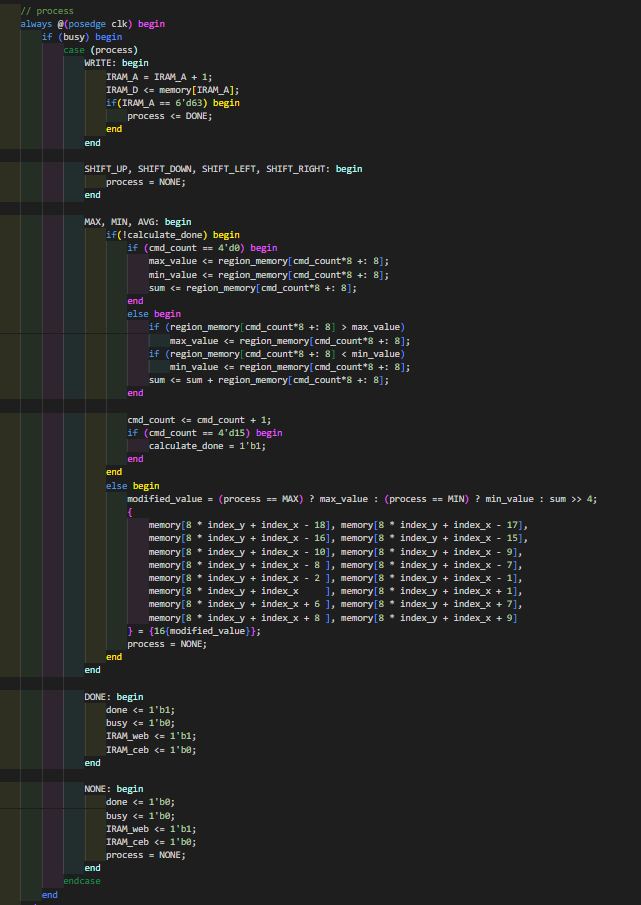 // process
always @(posedge clk) begin
    if (busy) begin
        case (process)
            WRITE: begin
                IRAM_A = IRAM_A + 1;
                IRAM_D <= memory[IRAM_A];
                if(IRAM_A == 6'd63) begin
                    process <= DONE;
                end
            end

            SHIFT_UP, SHIFT_DOWN, SHIFT_LEFT, SHIFT_RIGHT: begin
                process = NONE;
            end

            MAX, MIN, AVG: begin
                if(!calculate_done) begin
                    if (cmd_count == 4'd0) begin
                        max_value <= region_memory[cmd_count*8 +: 8];
                        min_value <= region_memory[cmd_count*8 +: 8];
                        sum <= region_memory[cmd_count*8 +: 8];
                    end
                    else begin
                        if (region_memory[cmd_count*8 +: 8] > max_value)
                            max_value <= region_memory[cmd_count*8 +: 8];
                        if (region_memory[cmd_count*8 +: 8] < min_value)
                            min_value <= region_memory[cmd_count*8 +: 8];
                        sum <= sum + region_memory[cmd_count*8 +: 8];
                    end

                    cmd_count <= cmd_count + 1;
                    if (cmd_count == 4'd15) begin
                        calculate_done = 1'b1;
                    end
                end
                else begin
                    modified_value = (process == MAX) ? max_value : (process == MIN) ? min_value : sum >> 4;
                    {
                        memory[8 * index_y + index_x - 18], memory[8 * index_y + index_x - 17],
                        memory[8 * index_y + index_x - 16], memory[8 * index_y + index_x - 15],
                        memory[8 * index_y + index_x - 10], memory[8 * index_y + index_x - 9],
                        memory[8 * index_y + index_x - 8 ], memory[8 * index_y + index_x - 7],
                        memory[8 * index_y + index_x - 2 ], memory[8 * index_y + index_x - 1],
                        memory[8 * index_y + index_x     ], memory[8 * index_y + index_x + 1],
                        memory[8 * index_y + index_x + 6 ], memory[8 * index_y + index_x + 7],
                        memory[8 * index_y + index_x + 8 ], memory[8 * index_y + index_x + 9]
                    } = {16{modified_value}};
                    process = NONE;
                end
            end

            DONE: begin
                done <= 1'b1;
                busy <= 1'b0;
                IRAM_web <= 1'b1;
                IRAM_ceb <= 1'b0;
            end

            NONE: begin
                done <= 1'b0;
                busy <= 1'b0;
                IRAM_web <= 1'b1;
                IRAM_ceb <= 1'b0;
                process = NONE;
            end
        endcase
    end